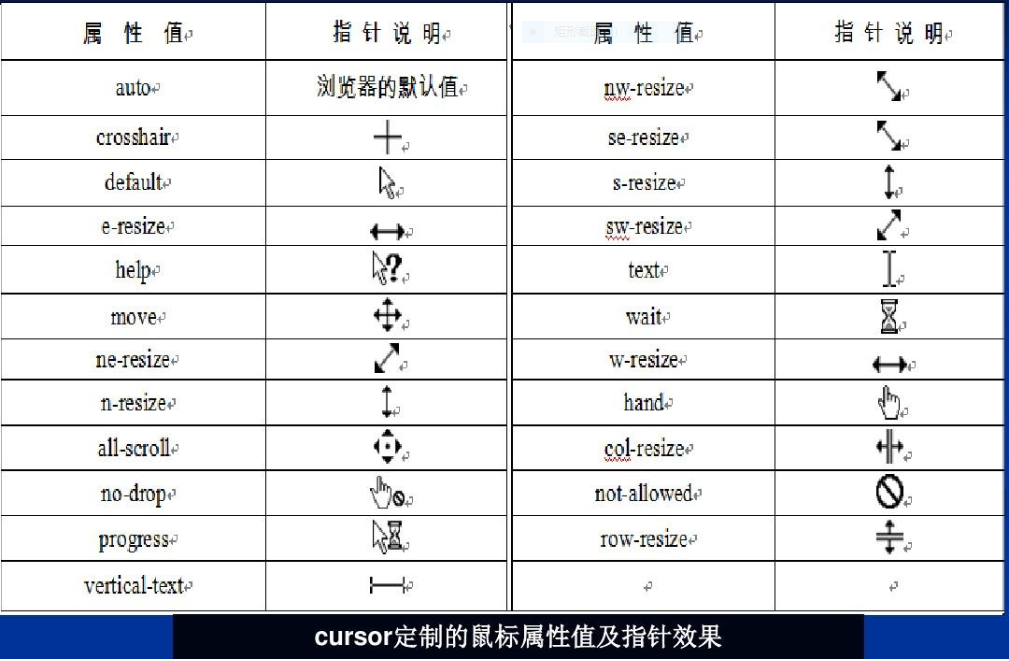 属 性 值 指 针 说 明 属 性 值 指 针 说 明
auto 浏览器的默认值 nw-resize
crosshair se-resize
default s-resize
e-resize sw-resize
help text
move wait
ne-resize w-resize
n-resize hand
all-scroll col-resize
no-drop not-allowed
progress row-resize
vertical-text
cursor定制的鼠标属性值及指针效果